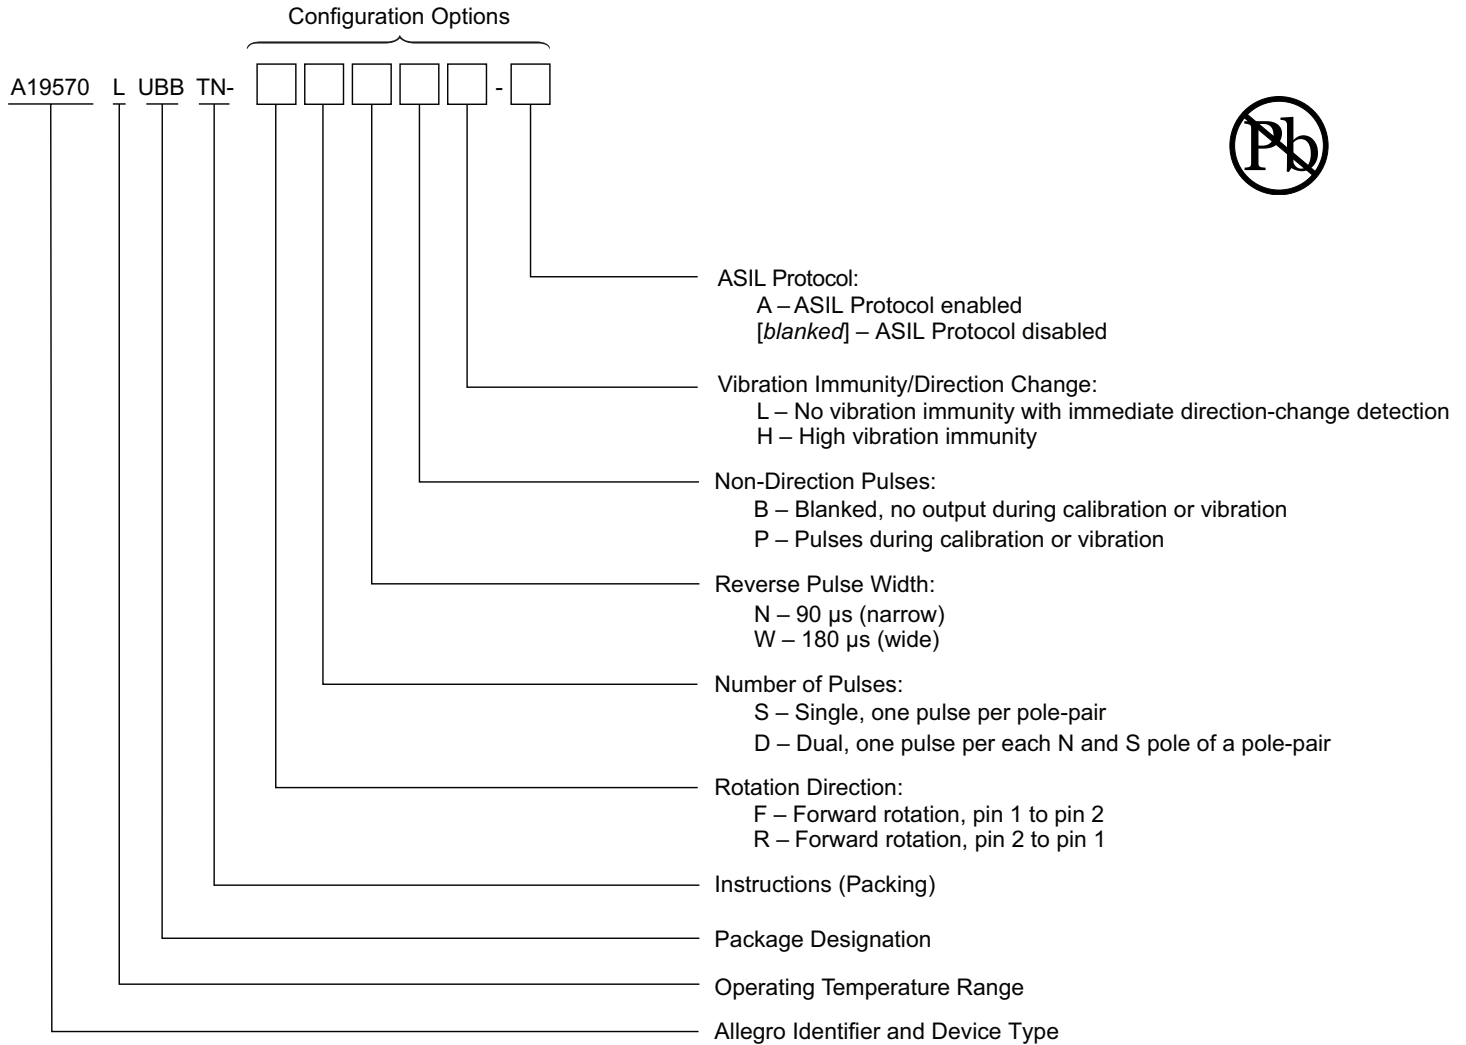 Configuration Options
A19570 L UBB TN- -
Pb
ASIL Protocol:
A – ASIL Protocol enabled
[blanked] – ASIL Protocol disabled
Vibration Immunity/Direction Change:
L – No vibration immunity with immediate direction-change detection
H – High vibration immunity
Non-Direction Pulses:
B – Blanked, no output during calibration or vibration
P – Pulses during calibration or vibration
Reverse Pulse Width:
N – 90 µs (narrow)
W – 180 µs (wide)
Number of Pulses:
S – Single, one pulse per pole-pair
D – Dual, one pulse per each N and S pole of a pole-pair
Rotation Direction:
F – Forward rotation, pin 1 to pin 2
R – Forward rotation, pin 2 to pin 1
Instructions (Packing)
Package Designation
Operating Temperature Range
Allegro Identifier and Device Type